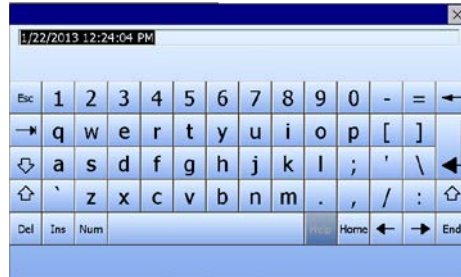 1/22/2013 12:24:04 PM
Esc 1 2 3 4 5 6 7 8 9 0 - =
q w e r t y u i o p [ ]
a s d f g h j k l ; ' \
` z x c v b n m . , / :
Del Ins Num Help Home End